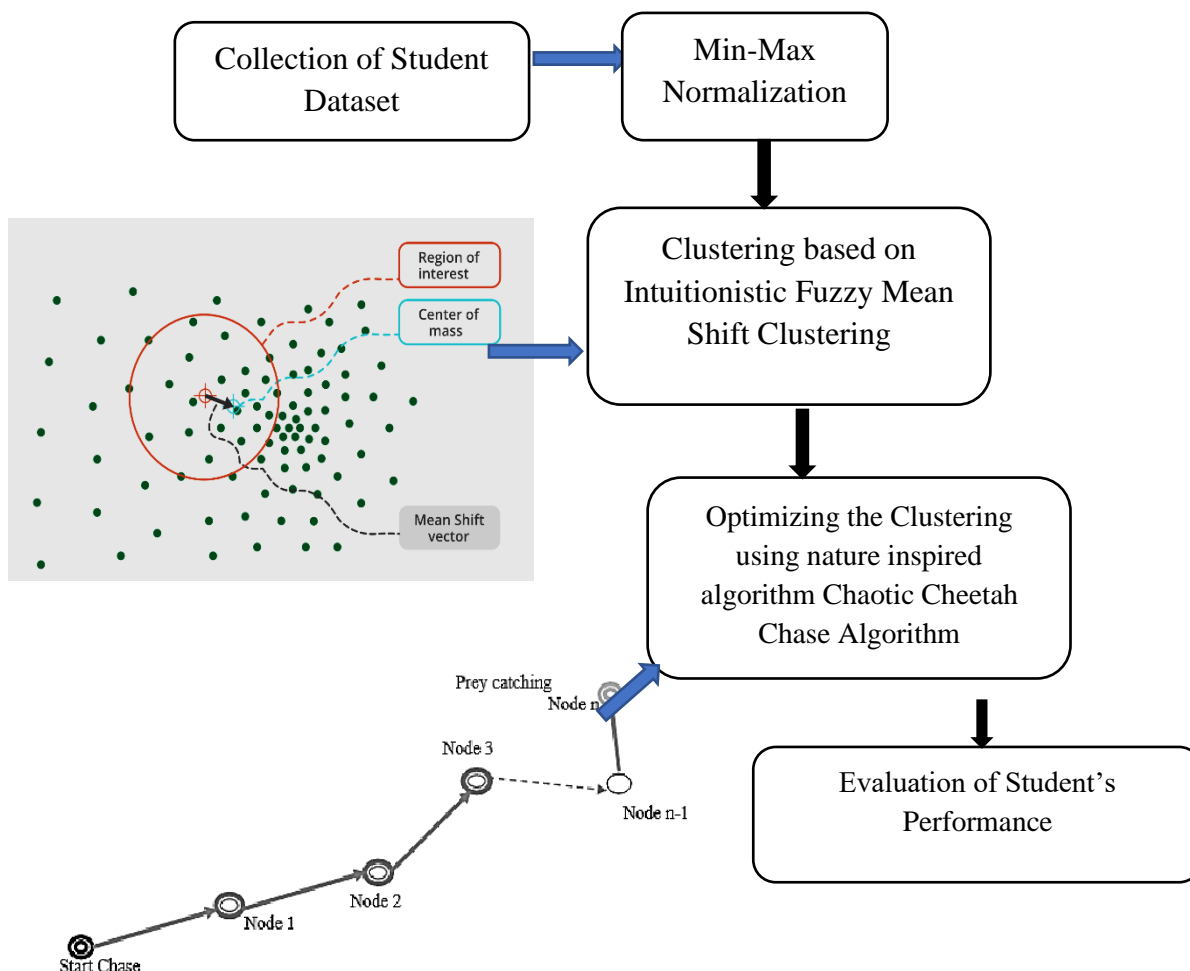 Collection of Student
Dataset
Min-Max
Normalization
Region of
interest
Center of
mass
Mean Shift
vector
Clustering based on
Intuitionistic Fuzzy Mean
Shift Clustering
Optimizing the Clustering
using nature inspired
algorithm Chaotic Cheetah
Chase Algorithm
Prey catching
Node n
Node 3
Node n-1
Node 2
Node 1
Start Chase
Evaluation of Student’s
Performance